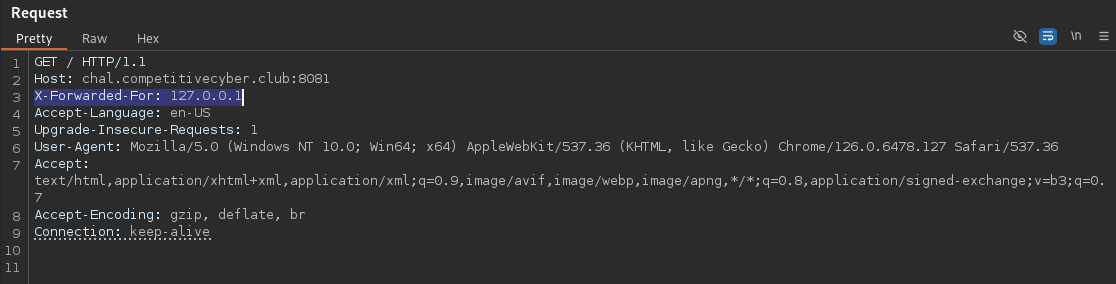 Request
Pretty Raw Hex
\n
1 GET / HTTP/1.1
2 Host: chal.competitivecyber.club:8081
3 X-Forwarded-For: 127.0.0.1
4 Accept-Language: en-US
5 Upgrade-Insecure-Requests: 1
6 User-Agent: Mozilla/5.0 (Windows NT 10.0; Win64; x64) AppleWebKit/537.36 (KHTML, like Gecko) Chrome/126.0.6478.127 Safari/537.36
7 Accept:
text/html,application/xhtml+xml,application/xml;q=0.9,image/avif,image/webp,image/apng,*/*;q=0.8,application/signed-exchange;v=b3;q=0.
7
8 Accept-Encoding: gzip, deflate, br
9 Connection: keep-alive
10
11